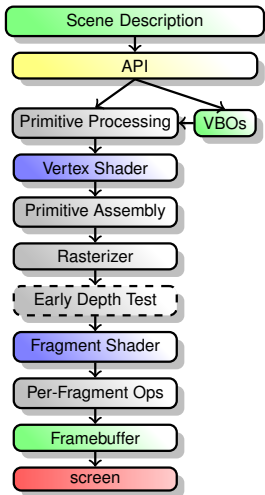 Scene Description
API
Primitive Processing
VBOs
Vertex Shader
Primitive Assembly
Rasterizer
Early Depth Test
Fragment Shader
Per-Fragment Ops
Framebuffer
screen